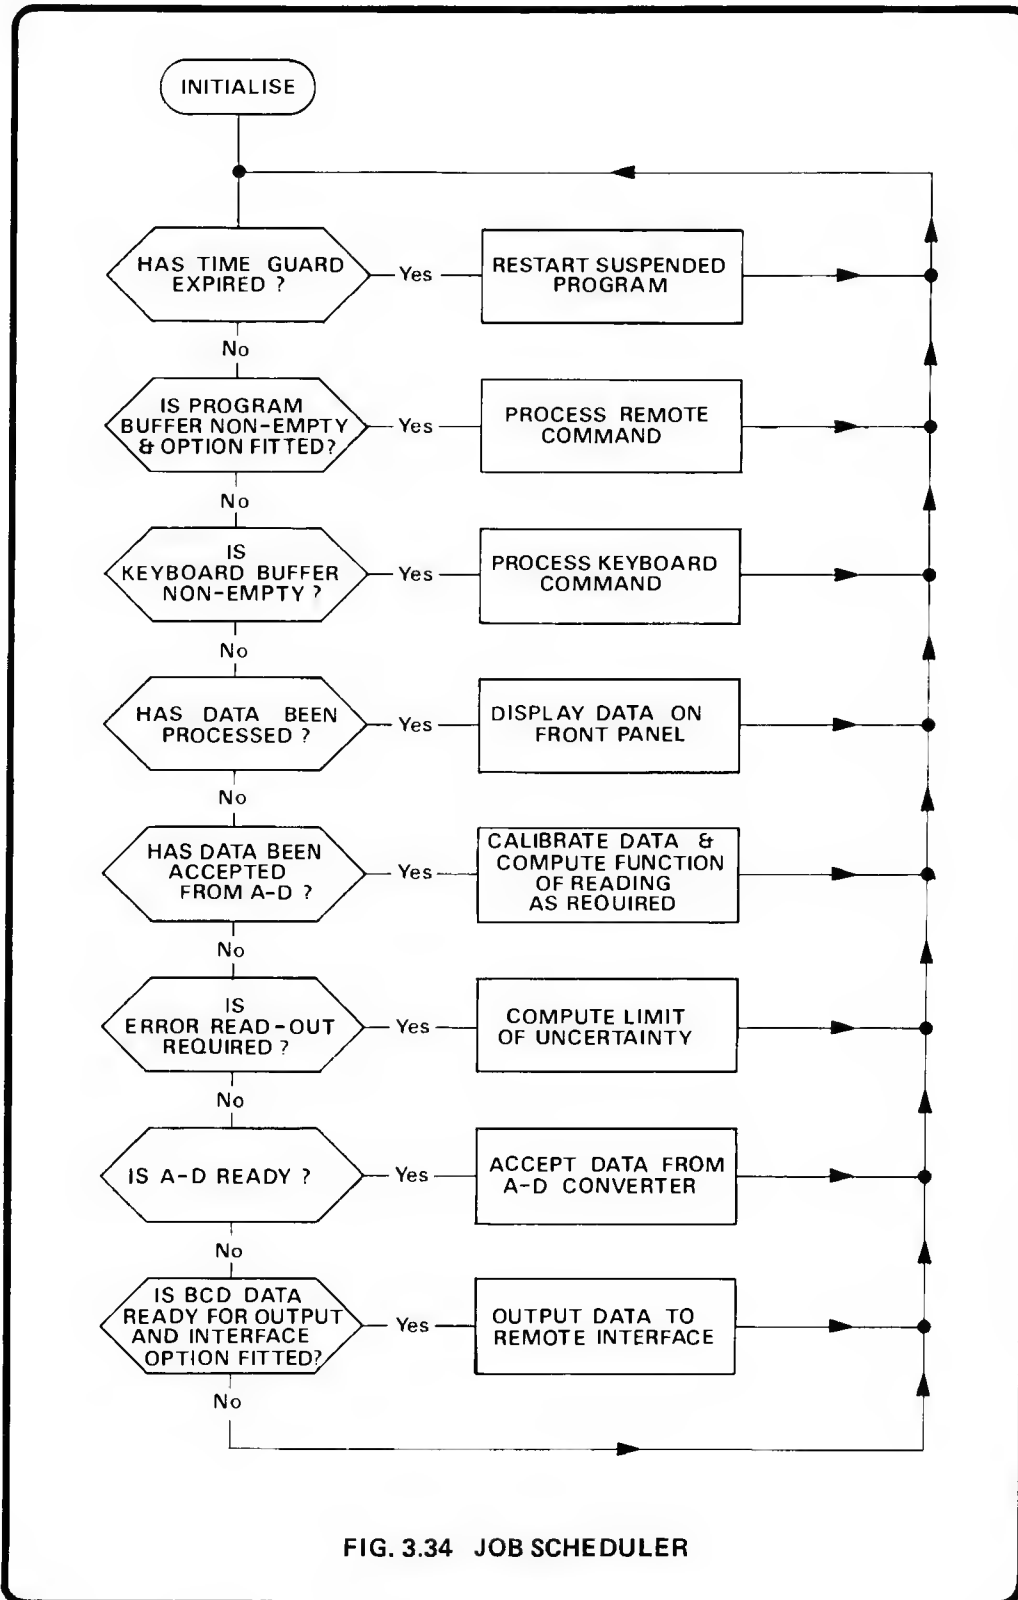 INITIALISE
HAS TIME GUARD
EXPIRED ?
Yes
RESTART SUSPENDED
PROGRAM
No
IS PROGRAM
BUFFER NON-EMPTY
& OPTION FITTED?
Yes
PROCESS REMOTE
COMMAND
No
IS
KEYBOARD BUFFER
NON-EMPTY ?
Yes
PROCESS KEYBOARD
COMMAND
No
HAS DATA BEEN
PROCESSED ?
Yes
DISPLAY DATA ON
FRONT PANEL
No
HAS DATA BEEN
ACCEPTED
FROM A-D ?
Yes
CALIBRATE DATA &
COMPUTE FUNCTION
OF READING
AS REQUIRED
No
IS
ERROR READ-OUT
REQUIRED ?
Yes
COMPUTE LIMIT
OF UNCERTAINTY
No
IS A-D READY ?
Yes
ACCEPT DATA FROM
A-D CONVERTER
No
IS BCD DATA
READY FOR OUTPUT
AND INTERFACE
OPTION FITTED?
Yes
OUTPUT DATA TO
REMOTE INTERFACE
No
FIG. 3.34 JOB SCHEDULER